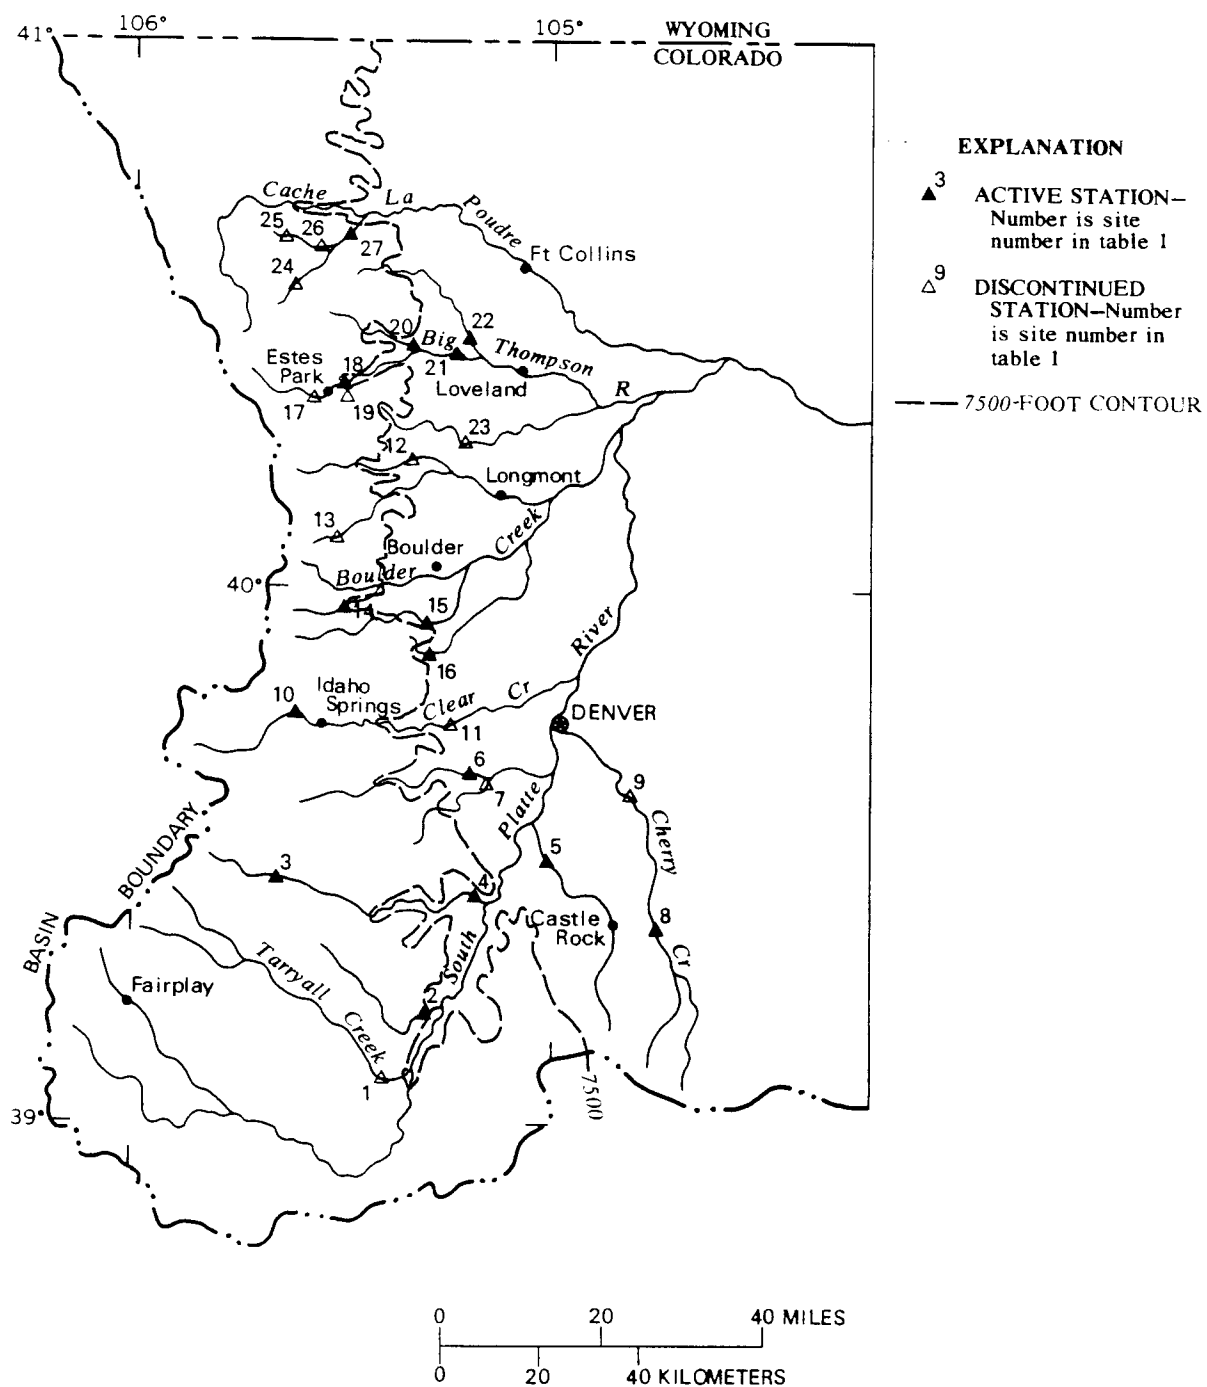 41°
106°
105°
WYOMING
COLORADO
EXPLANATION
3
ACTIVE STATION—
Number is site
number in table 1
9
DISCONTINUED
STATION—Number
is site number in
table 1
7500-FOOT CONTOUR
Cache La Poudre
25
26
27
24
Ft Collins
20
Big Thompson R
22
21
Estes
Park
18
17
19
Loveland
23
12
Longmont
13
Boulder
Boulder Creek
40°
14
15
16
River
10
Idaho
Springs
Clear Cr
11
DENVER
6
7
9
Platte
Cherry
BOUNDARY
5
3
4
Castle
Rock
8
Cr
BASIN
South
Tarryall
Creek
Fairplay
2
1
7500
39°
0 20 40 MILES
0 20 40 KILOMETERS